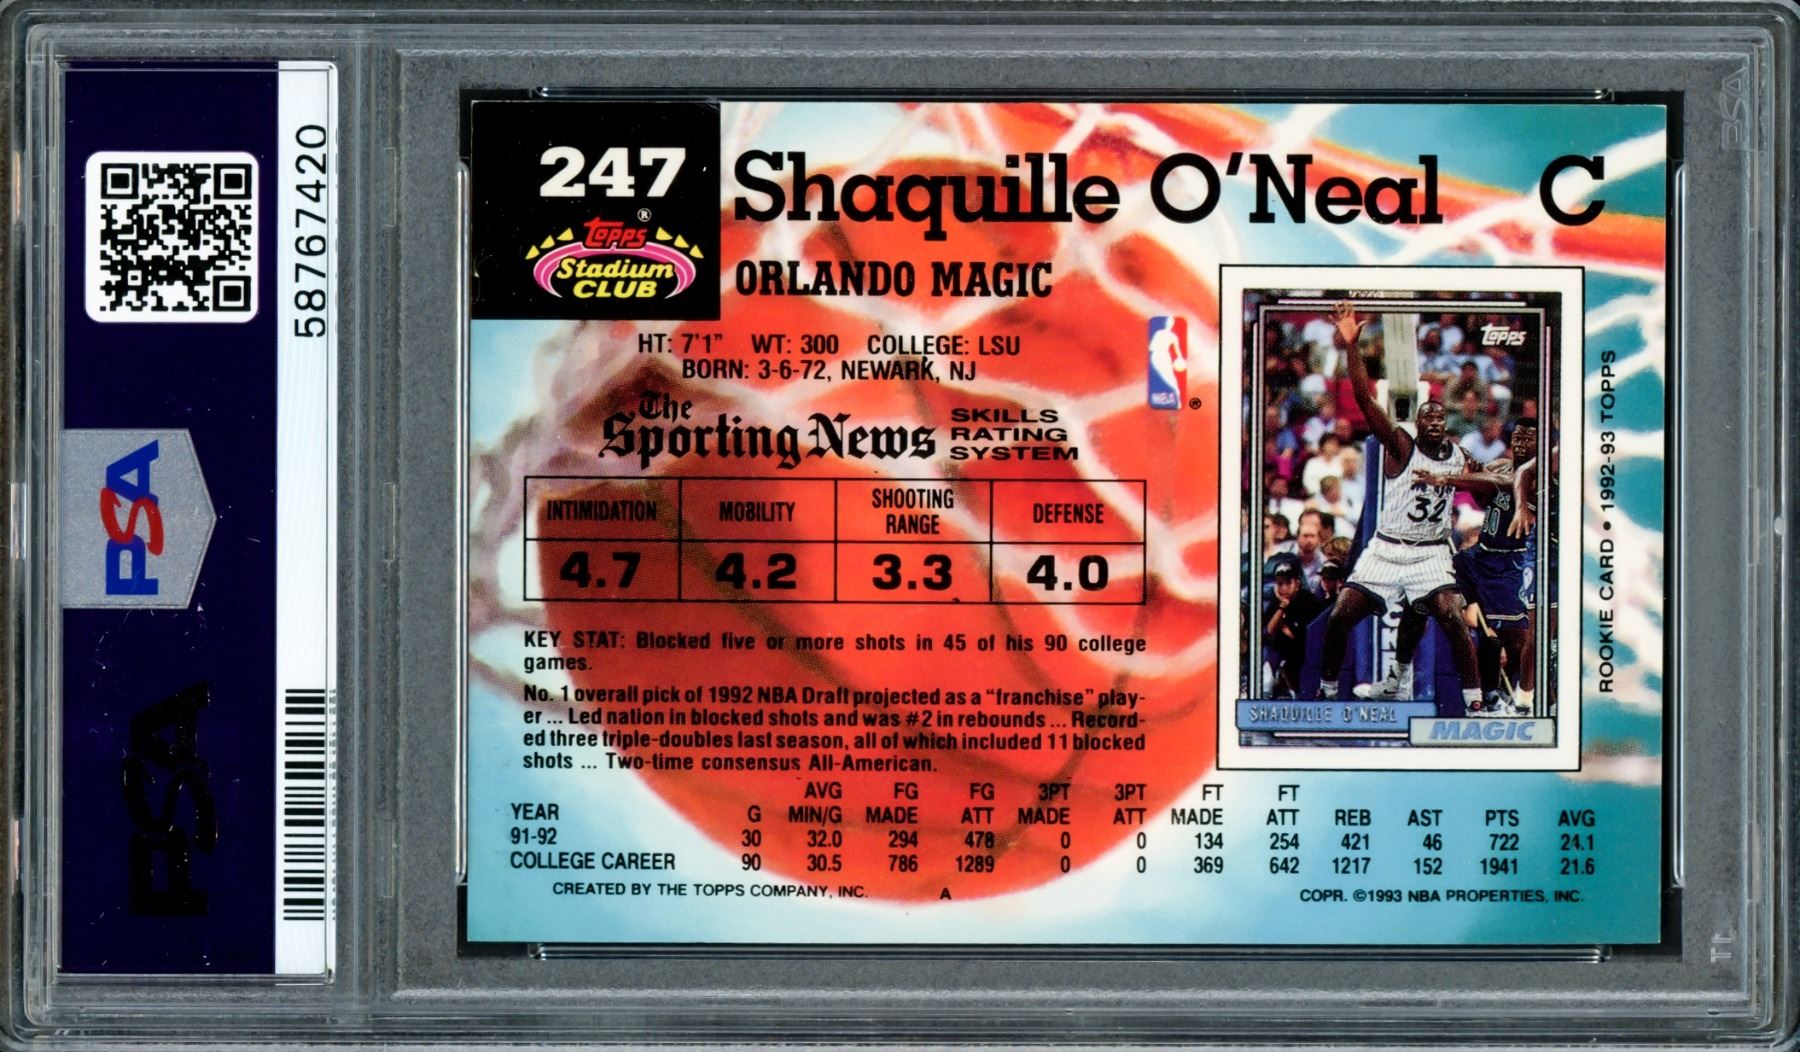 58767420
PSA
PSA
247
Topps ®
Stadium
CLUB
Shaquille O'Neal C
ORLANDO MAGIC
HT: 7'1" WT: 300 COLLEGE: LSU
BORN: 3-6-72, NEWARK, NJ
The
Sporting News
SKILLS
RATING
SYSTEM
INTIMIDATION MOBILITY SHOOTING RANGE DEFENSE
4.7 4.2 3.3 4.0
KEY STAT: Blocked five or more shots in 45 of his 90 college
games.
No. 1 overall pick of 1992 NBA Draft projected as a "franchise" play-
er ... Led nation in blocked shots and was #2 in rebounds ... Record-
ed three triple-doubles last season, all of which included 11 blocked
shots ... Two-time consensus All-American.
YEAR G AVG MIN/G FG MADE FG ATT 3PT MADE 3PT ATT FT MADE FT ATT REB AST PTS AVG
91-92 30 32.0 294 478 0 0 134 254 421 46 722 24.1
COLLEGE CAREER 90 30.5 786 1289 0 0 369 642 1217 152 1941 21.6
CREATED BY THE TOPPS COMPANY, INC. A COPR. ©1993 NBA PROPERTIES, INC.
NBA ®
Topps
32
SHAQUILLE O'NEAL
MAGIC
ROOKIE CARD • 1992-93 TOPPS
PSA